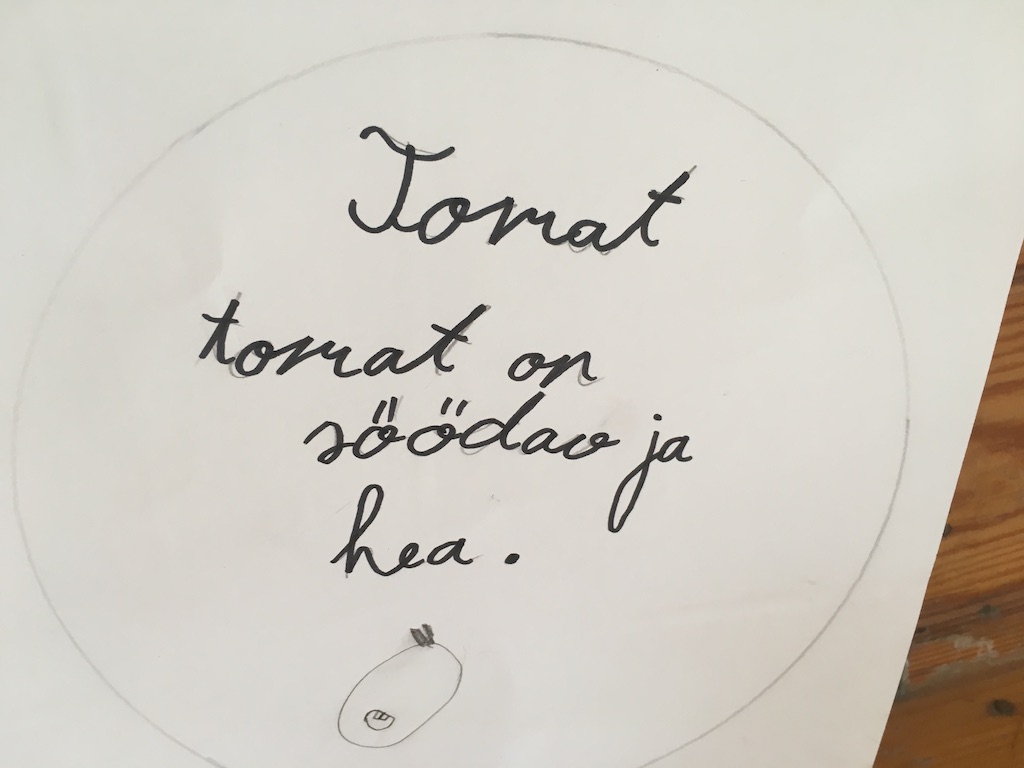 Tomat
tomat on
söödav ja
hea.